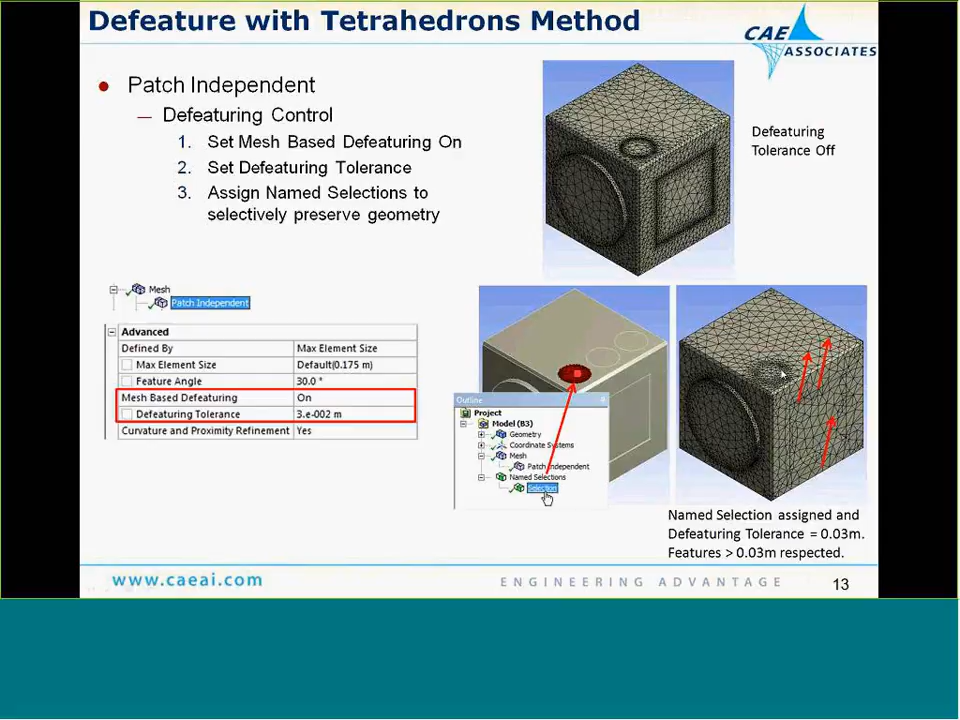 Defeature with Tetrahedrons Method
CAE
ASSOCIATES
Patch Independent
Defeaturing Control
1. Set Mesh Based Defeaturing On
2. Set Defeaturing Tolerance
3. Assign Named Selections to
selectively preserve geometry
Defeaturing
Tolerance Off
Mesh
Patch Independent
Advanced
Defined By Max Element Size
Max Element Size Default(0.175 m)
Feature Angle 30.0 °
Mesh Based Defeaturing On
Defeaturing Tolerance 3.e-002 m
Curvature and Proximity Refinement Yes
Outline
Project
Model (B3)
Geometry
Coordinate Systems
Mesh
Patch Independent
Named Selections
Selection
Named Selection assigned and
Defeaturing Tolerance = 0.03m.
Features > 0.03m respected.
www.caeai.com
ENGINEERING ADVANTAGE
13